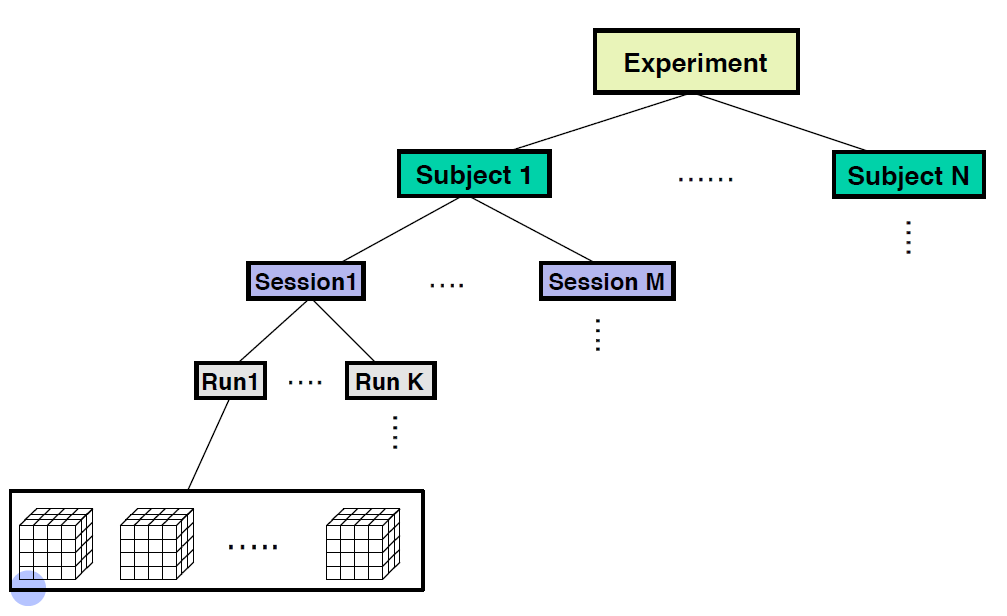 Experiment
Subject 1
......
Subject N
Session1
....
Session M
Run1
....
Run K
.....